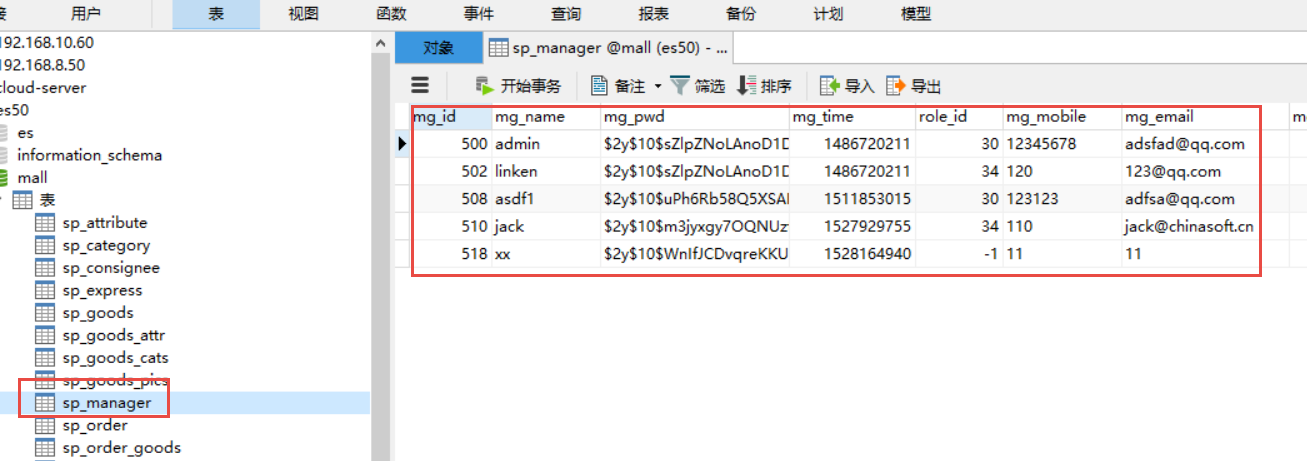 用户 表 视图 函数 事件 查询 报表 备份 计划 模型
92.168.10.60
92.168.8.50
cloud-server
es50
es
information_schema
mall
表
sp_attribute
sp_category
sp_consignee
sp_express
sp_goods
sp_goods_attr
sp_goods_cats
sp_goods_pics
sp_manager
sp_order
sp_order_goods
对象 sp_manager @mall (es50) - ...
开始事务 备注 筛选 排序 导入 导出
mg_id mg_name mg_pwd mg_time role_id mg_mobile mg_email
500 admin $2y$10$sZlpZNoLAnoD1D 1486720211 30 12345678 adsfad@qq.com
502 linken $2y$10$sZlpZNoLAnoD1D 1486720211 34 120 123@qq.com
508 asdf1 $2y$10$uPh6Rb58Q5XSA 1511853015 30 123123 adfsa@qq.com
510 jack $2y$10$m3jyxgy7OQNUz 1527929755 34 110 jack@chinasoft.cn
518 xx $2y$10$WnIfJCDvqreKKU 1528164940 -1 11 11